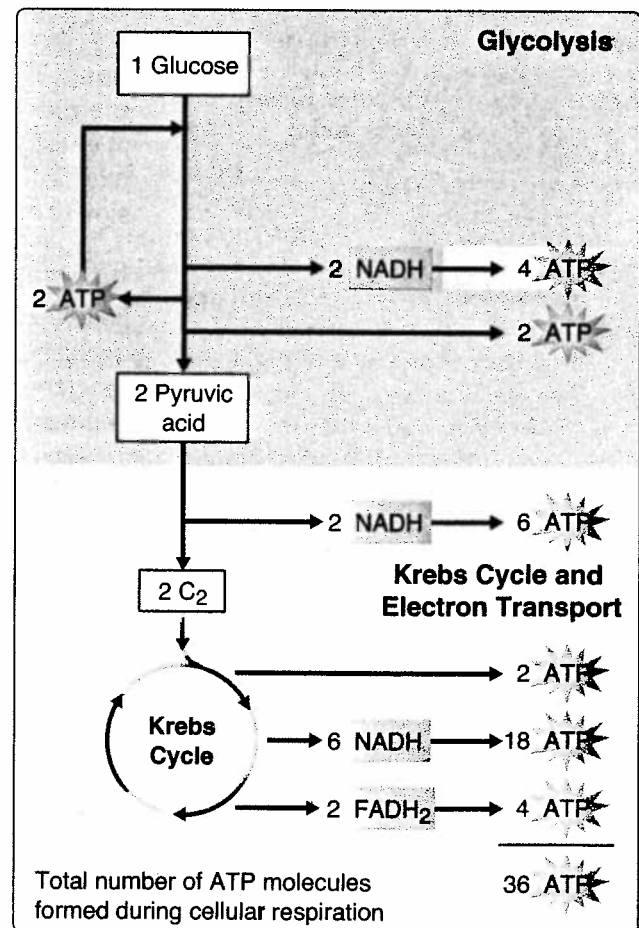 Glycolysis
1 Glucose
2 NADH 4 ATP
2 ATP
2 ATP
2 Pyruvic
acid
2 NADH 6 ATP
2 C₂
Krebs Cycle and
Electron Transport
2 ATP
Krebs
Cycle
6 NADH 18 ATP
2 FADH₂ 4 ATP
Total number of ATP molecules
formed during cellular respiration
36 ATP